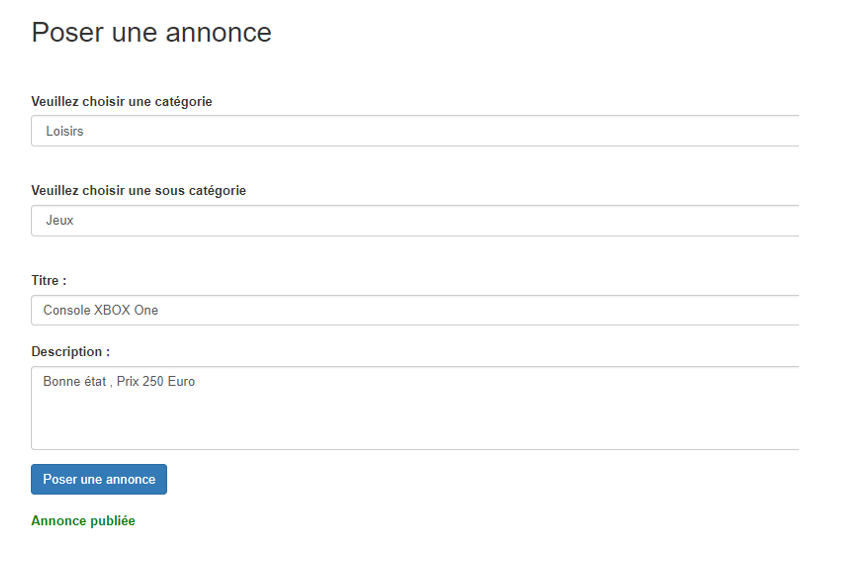 Poser une annonce
Veuillez choisir une catégorie
Loisirs
Veuillez choisir une sous catégorie
Jeux
Titre :
Console XBOX One
Description :
Bonne état , Prix 250 Euro
Poser une annonce
Annonce publiée